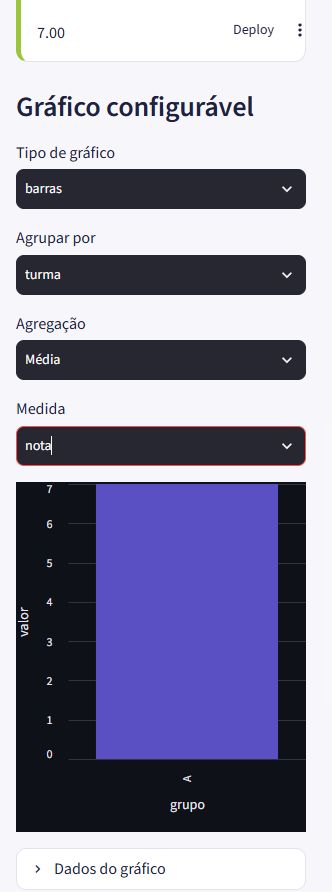 7.00
Deploy
Gráfico configurável
Tipo de gráfico
barras
Agrupar por
turma
Agregação
Média
Medida
nota
7
6
5
4
3
2
1
0
valor
A
grupo
Dados do gráfico